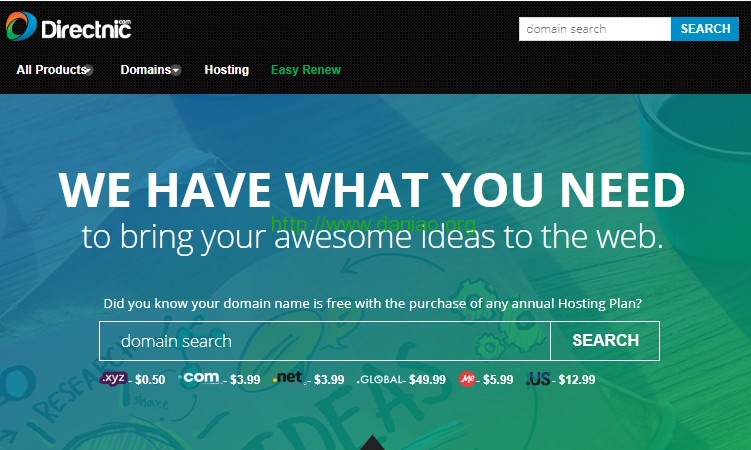 Directnic.com
domain search SEARCH
All Products Domains Hosting Easy Renew
WE HAVE WHAT YOU NEED
http://www.daniao.org
to bring your awesome ideas to the web.
Did you know your domain name is free with the purchase of any annual Hosting Plan?
domain search SEARCH
.xyz - $0.50 .com - $3.99 .net - $3.99 .GLOBAL - $49.99 .me - $5.99 .US - $12.99
RESEARCH
share
IDEAS